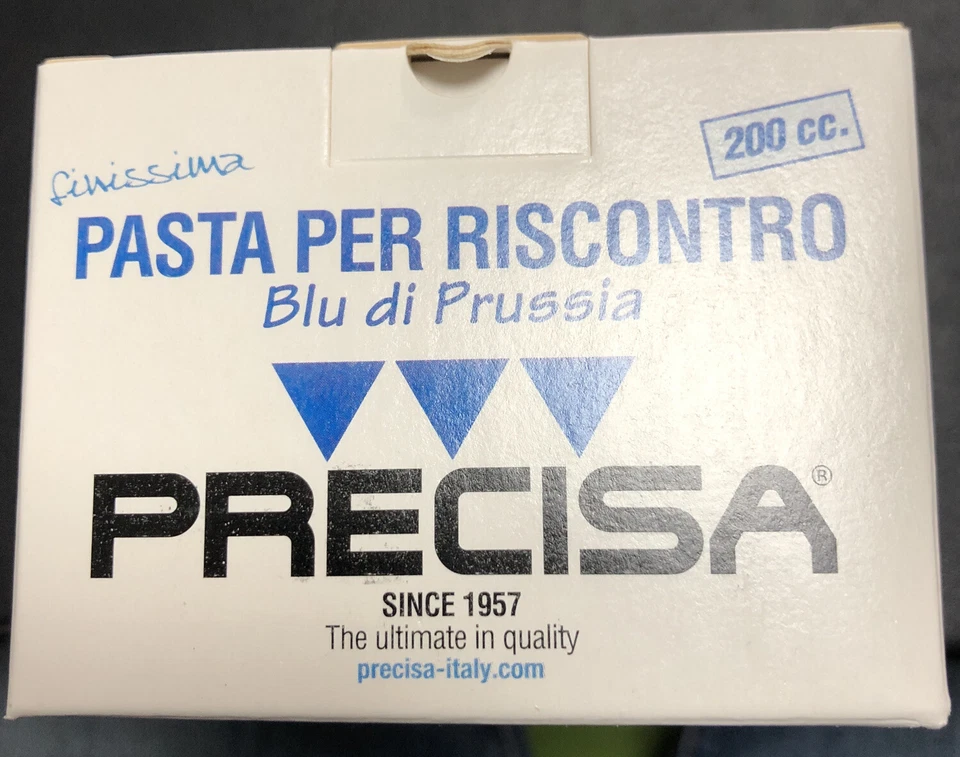 200 cc.
finissima
PASTA PER RISCONTRO
Blu di Prussia
PRECISA®
SINCE 1957
The ultimate in quality
precisa-italy.com